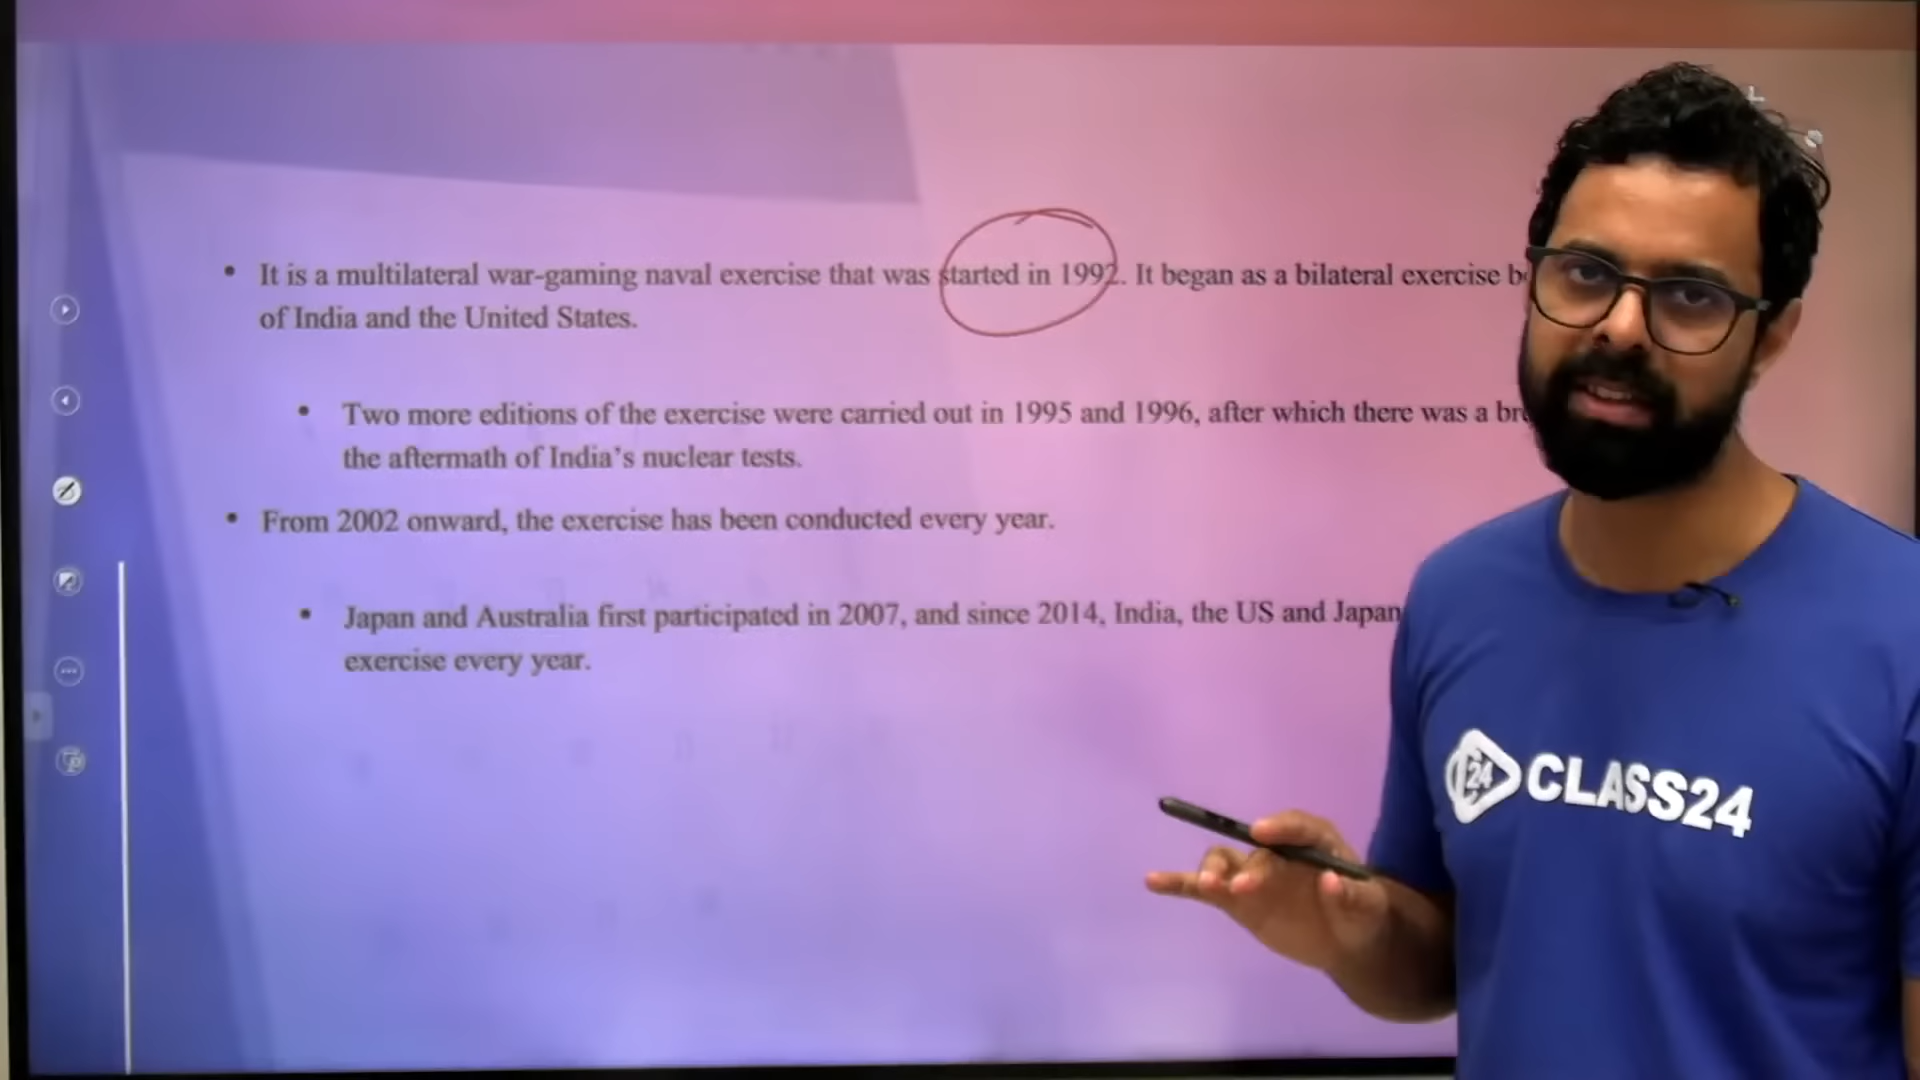 • It is a multilateral war-gaming naval exercise that was started in 1992. It began as a bilateral exercise
of India and the United States.
• Two more editions of the exercise were carried out in 1995 and 1996, after which there was a
the aftermath of India's nuclear tests.
• From 2002 onward, the exercise has been conducted every year.
• Japan and Australia first participated in 2007, and since 2014, India, the US and Japan
exercise every year.
24 CLASS24